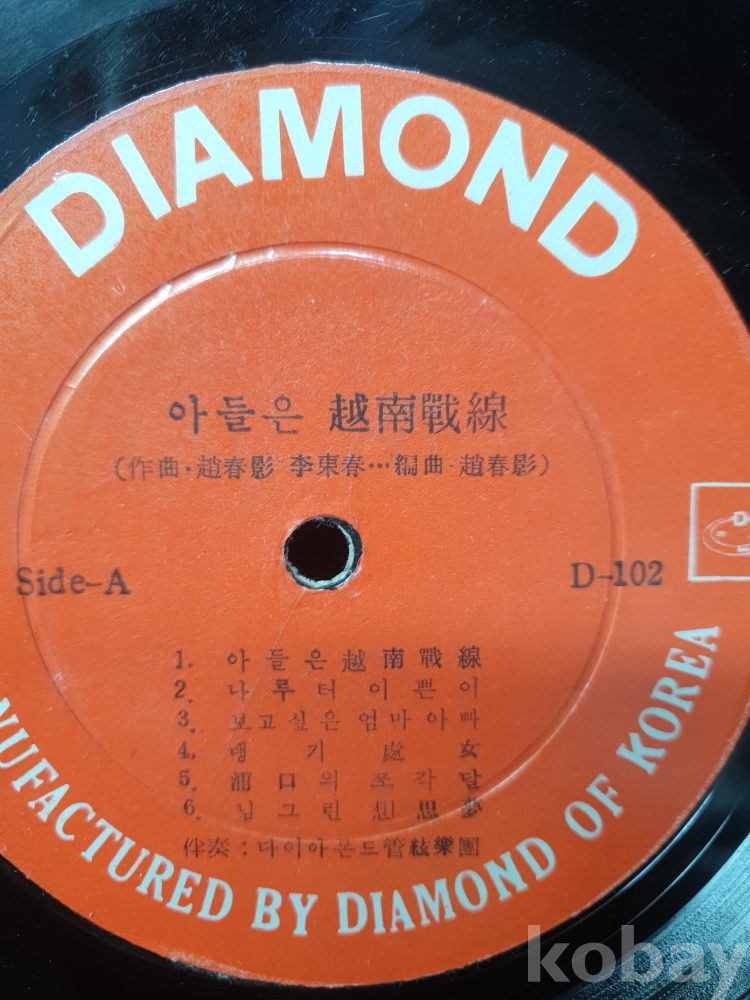 DIAMOND
아들은 越南戰線
(作曲·趙春影 李東春…編曲·趙春影)
Side-A
D-102
1. 아들은越南戰線
2. 나루터이쁜이
3. 보고싶은엄마아빠
4. 댕기處女
5. 浦口의쪼각달
6. 님그린想思夢
伴奏:다이아몬드管絃樂團
NUFACTURED BY DIAMOND OF KOREA
kobay